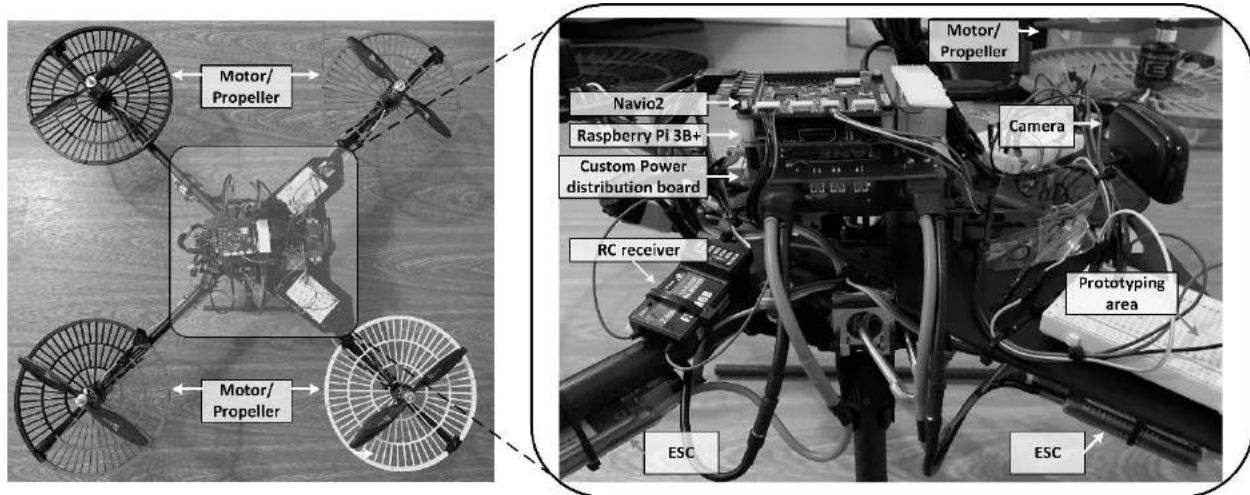 Motor/
Propeller
Motor/
Propeller
Motor/
Propeller
Navio2
Raspberry Pi 3B+
Custom Power
distribution board
Camera
RC receiver
A6B
Prototyping
area
ESC
ESC